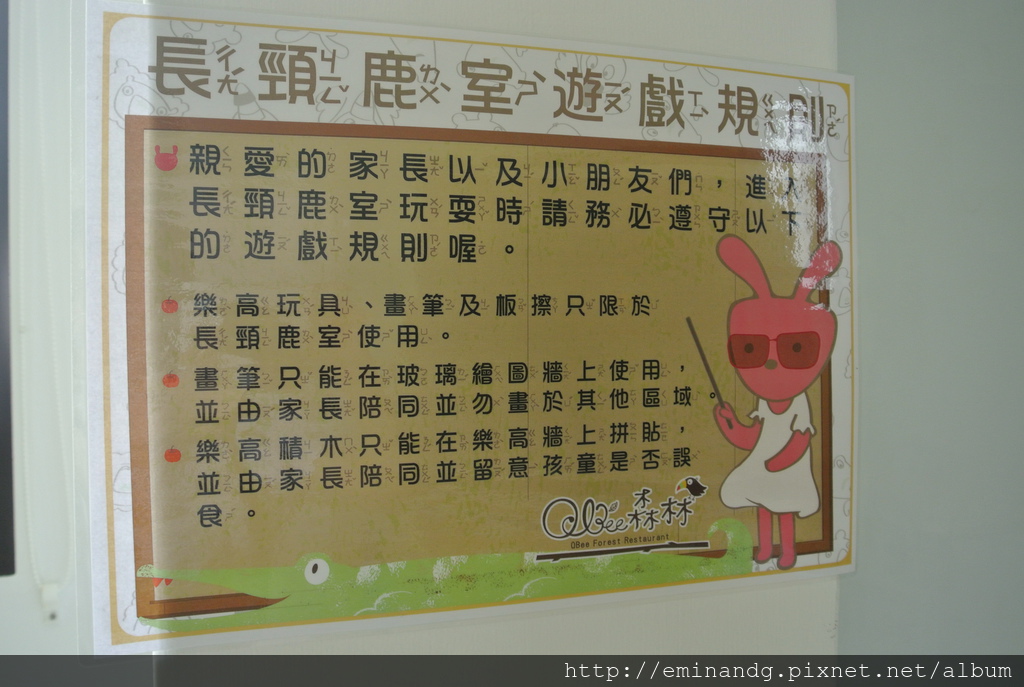 長頸鹿室遊戲規則
親愛的家長以及小朋友們，進入
長頸鹿室玩耍時請務必遵守以下
的遊戲規則喔。
樂高玩具、畫筆及板擦只限於
長頸鹿室使用。
畫筆只能在玻璃繪圖牆上使用，
並由家長陪同並勿畫於其他區域。
樂高積木只能在樂高牆上拼貼，
並由家長陪同並留意孩童是否誤
食。
QBee森林
QBee Forest Restaurant
http://eminandg.pixnet.net/album